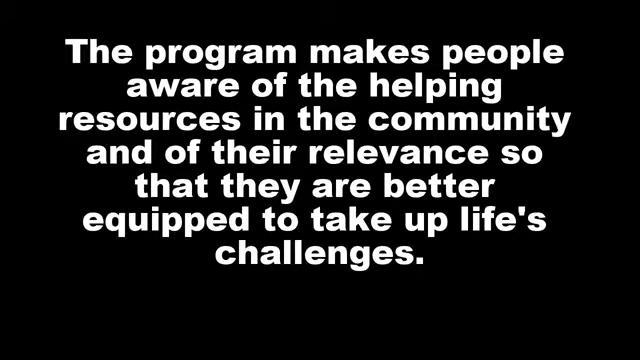 The program makes people
aware of the helping
resources in the community
and of their relevance so
that they are better
equipped to take up life's
challenges.